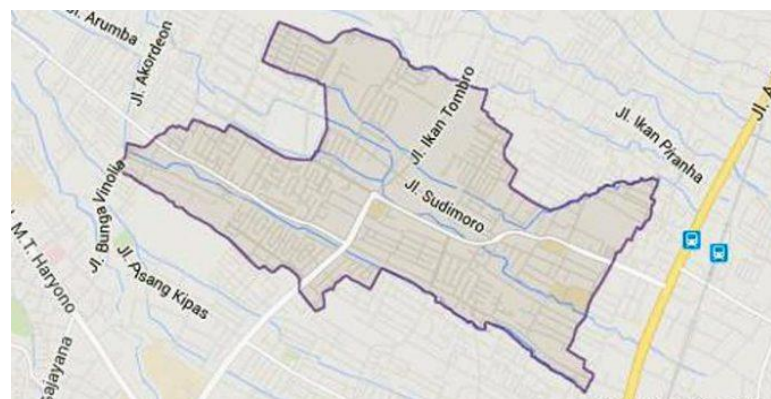 Jl. Arumba
Jl. Akordeon
Jl. Ikan Tombro
Jl. Ikan Piranha
Jl. Sudimoro
Jl. Bunga Vinolia
Jl. Asang Kipas
M.T. Haryono
Gajayana
Jl. A